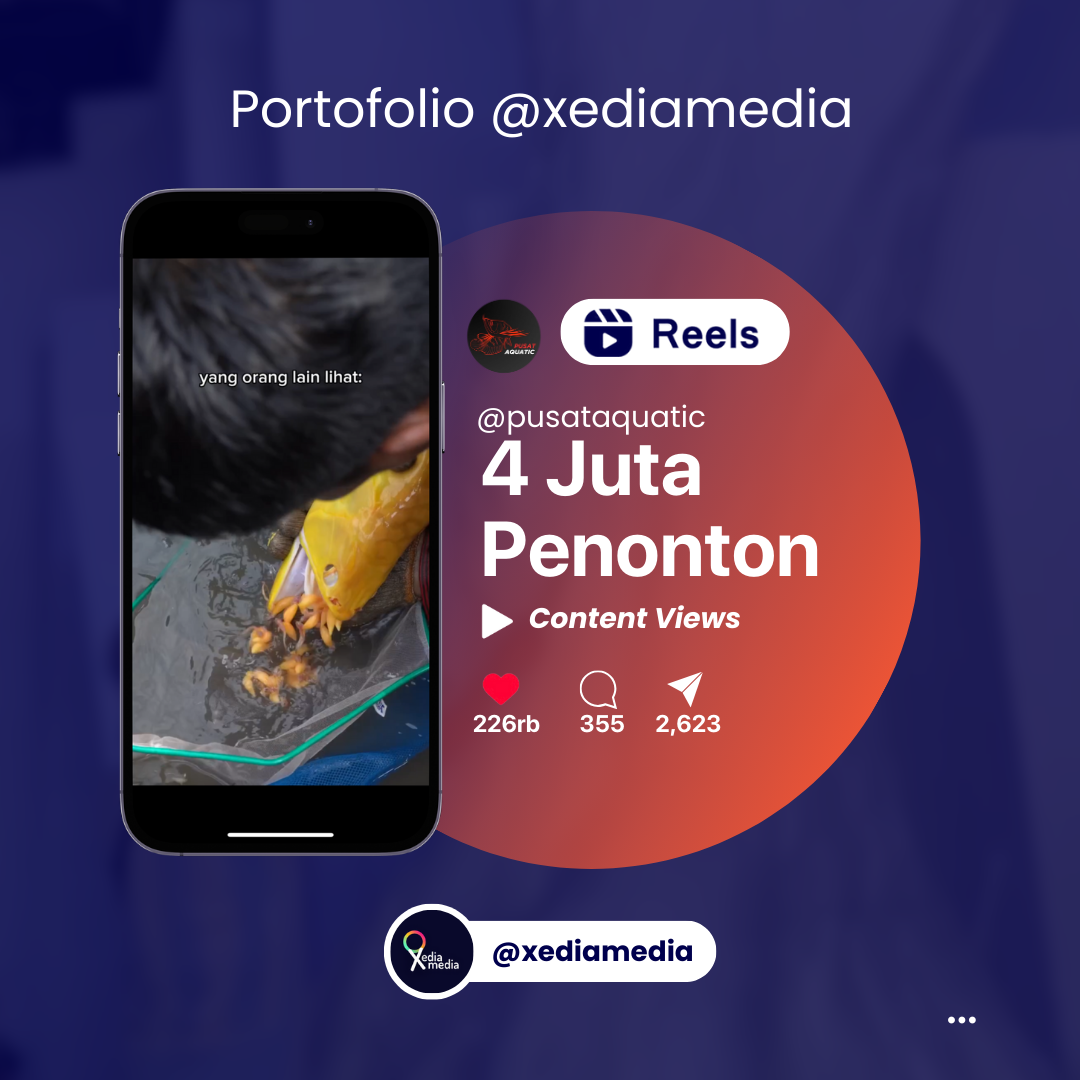 Portofolio @xediamedia
yang orang lain lihat:
PUSAT
AQUATIC
Reels
@pusataquatic
4 Juta
Penonton
Content Views
226rb 355 2,623
Xedia
media
@xediamedia